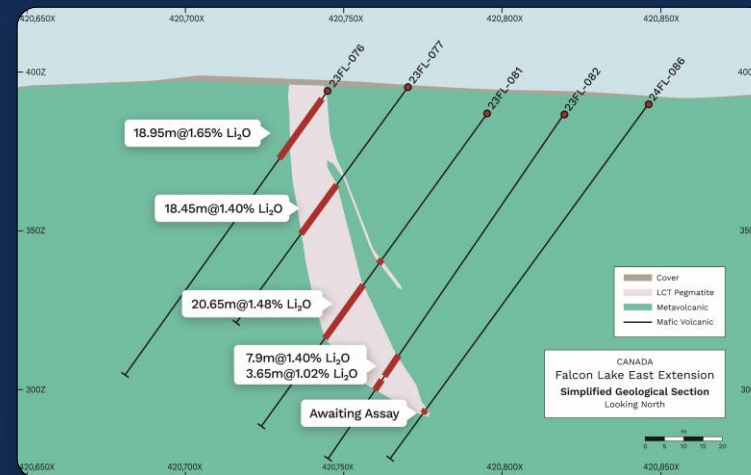 420,650X
420,700X
420,750X
420,800X
420,850X
400Z
400
23FL-076
23FL-077
23FL-081
23FL-082
24FL-086
18.95m@1.65% Li₂O
18.45m@1.40% Li₂O
350Z
350
20.65m@1.48% Li₂O
7.9m@1.40% Li₂O
3.65m@1.02% Li₂O
Awaiting Assay
Cover
LCT Pegmatite
Metavolcanic
Mafic Volcanic
300Z
300
CANADA
Falcon Lake East Extension
Simplified Geological Section
Looking North
m
0 5 10 15 20
420,650X
420,700X
420,750X
420,800X
420,850X